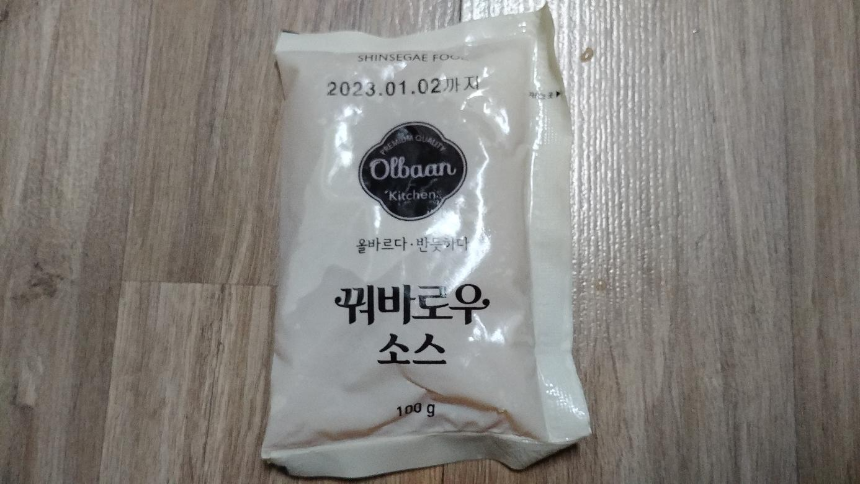 SHINSEGAE FOOD
2023.01.02까지
PREMIUM QUALITY
Olbaan
Kitchen
올바르다·반듯하다
꿔바로우
소스
100 g